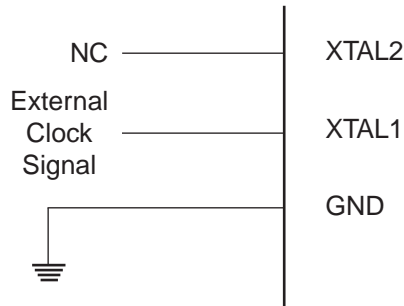 NC
XTAL2
External
Clock
Signal
XTAL1
GND